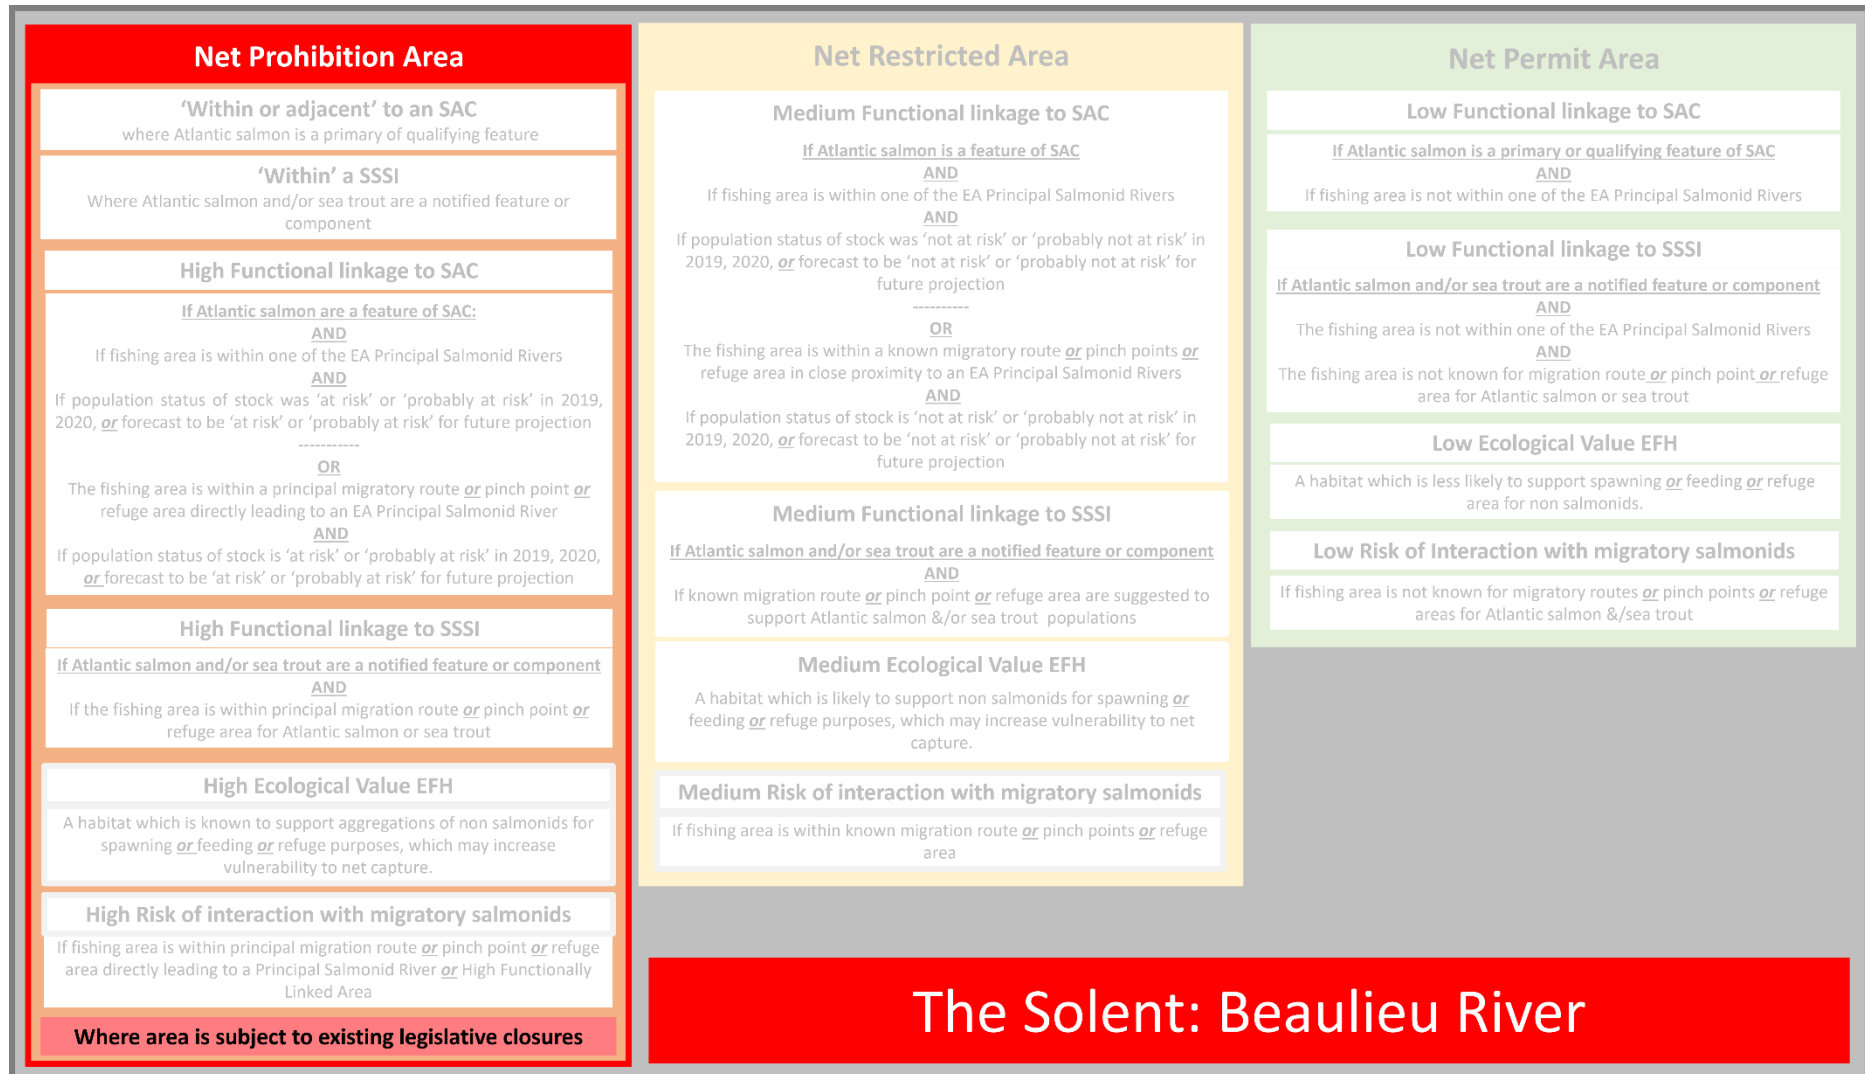 Net Prohibition Area
‘Within or adjacent’ to an SAC
where Atlantic salmon is a primary of qualifying feature
‘Within’ a SSSI
Where Atlantic salmon and/or sea trout are a notified feature or
component
High Functional linkage to SAC
If Atlantic salmon are a feature of SAC:
AND
If fishing area is within one of the EA Principal Salmonid Rivers
AND
If population status of stock was ‘at risk’ or ‘probably at risk’ in 2019,
2020, or forecast to be ‘at risk’ or ‘probably at risk’ for future projection
-----------
OR
The fishing area is within a principal migratory route or pinch point or
refuge area directly leading to an EA Principal Salmonid River
AND
If population status of stock is ‘at risk’ or ‘probably at risk’ in 2019, 2020,
or forecast to be ‘at risk’ or ‘probably at risk’ for future projection
High Functional linkage to SSSI
If Atlantic salmon and/or sea trout are a notified feature or component
AND
If the fishing area is within principal migration route or pinch point or
refuge area for Atlantic salmon or sea trout
High Ecological Value EFH
A habitat which is known to support aggregations of non salmonids for
spawning or feeding or refuge purposes, which may increase
vulnerability to net capture.
High Risk of interaction with migratory salmonids
If fishing area is within principal migration route or pinch point or refuge
area directly leading to a Principal Salmonid River or High Functionally
Linked Area
Where area is subject to existing legislative closures
Net Restricted Area
Medium Functional linkage to SAC
If Atlantic salmon is a feature of SAC
AND
If fishing area is within one of the EA Principal Salmonid Rivers
AND
If population status of stock was ‘not at risk’ or ‘probably not at risk’ in
2019, 2020, or forecast to be ‘not at risk’ or ‘probably not at risk’ for
future projection
----------
OR
The fishing area is within a known migratory route or pinch points or
refuge area in close proximity to an EA Principal Salmonid Rivers
AND
If population status of stock is ‘not at risk’ or ‘probably not at risk’ in
2019, 2020, or forecast to be ‘not at risk’ or ‘probably not at risk’ for
future projection
Medium Functional linkage to SSSI
If Atlantic salmon and/or sea trout are a notified feature or component
AND
If known migration route or pinch point or refuge area are suggested to
support Atlantic salmon &/or sea trout populations
Medium Ecological Value EFH
A habitat which is likely to support non salmonids for spawning or
feeding or refuge purposes, which may increase vulnerability to net
capture.
Medium Risk of interaction with migratory salmonids
If fishing area is within known migration route or pinch points or refuge
area
Net Permit Area
Low Functional linkage to SAC
If Atlantic salmon is a primary or qualifying feature of SAC
AND
If fishing area is not within one of the EA Principal Salmonid Rivers
Low Functional linkage to SSSI
If Atlantic salmon and/or sea trout are a notified feature or component
AND
The fishing area is not within one of the EA Principal Salmonid Rivers
AND
The fishing area is not known for migration route or pinch point or refuge
area for Atlantic salmon or sea trout
Low Ecological Value EFH
A habitat which is less likely to support spawning or feeding or refuge
area for non salmonids.
Low Risk of Interaction with migratory salmonids
If fishing area is not known for migratory routes or pinch points or refuge
areas for Atlantic salmon &/sea trout
The Solent: Beaulieu River